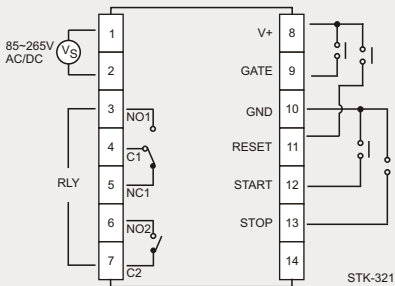 85~265V
AC/DC
VS
1
2
3
4
5
6
7
NO1
C1
NC1
NO2
C2
RLY
V+
GATE
GND
RESET
START
STOP
8
9
10
11
12
13
14
STK-321